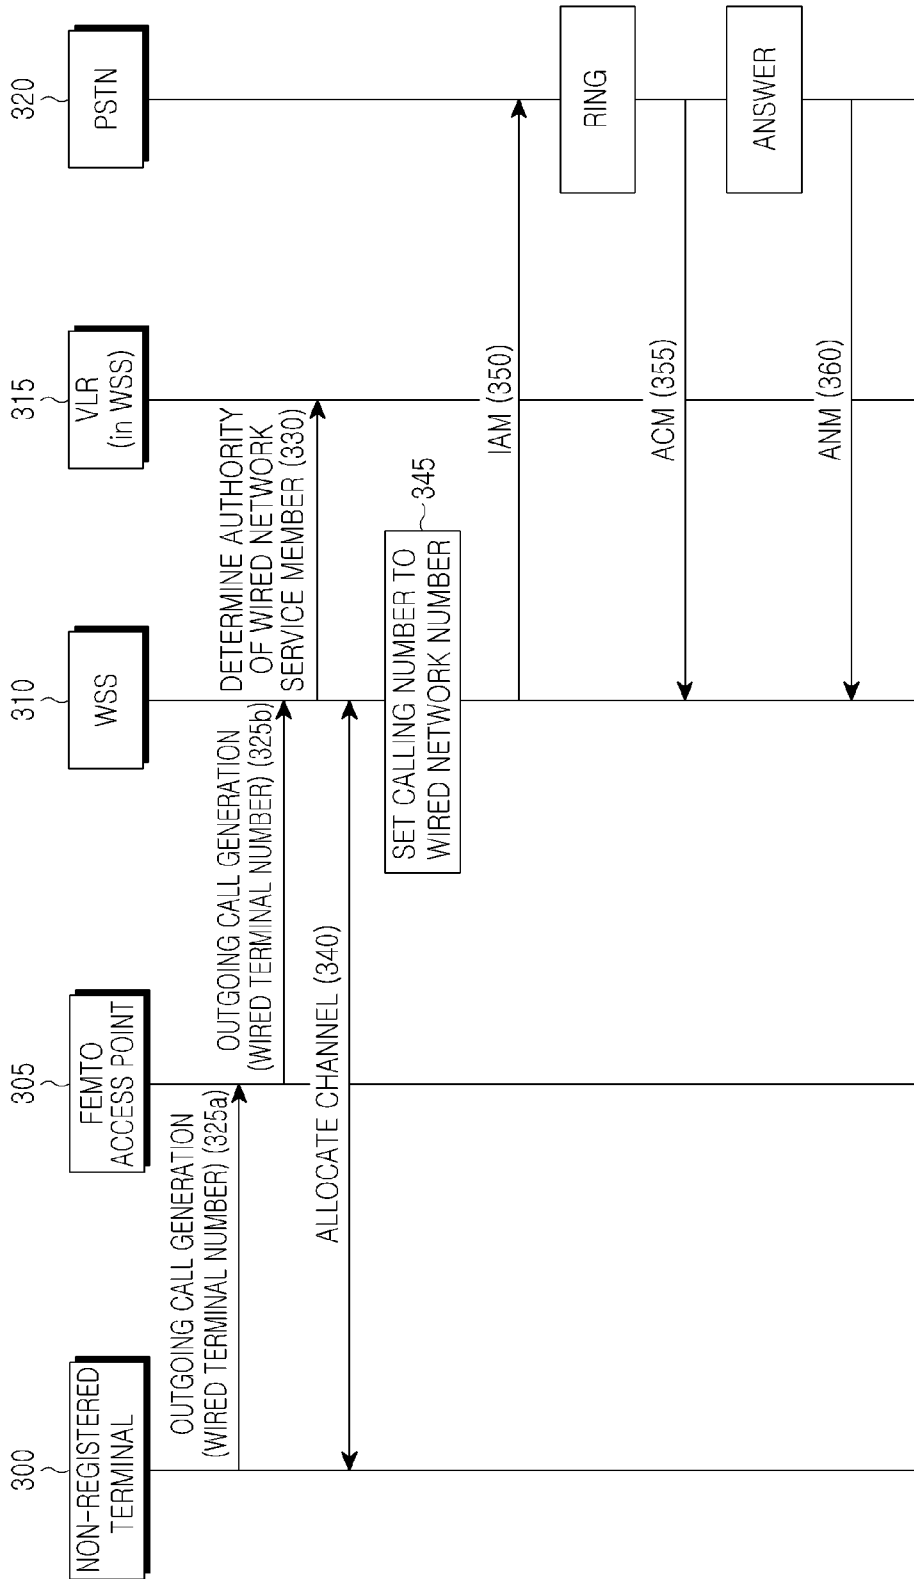 300
NON-REGISTERED
TERMINAL
305
FEMTO
ACCESS POINT
310
WSS
315
VLR
(in WSS)
320
PSTN
OUTGOING CALL GENERATION
(WIRED TERMINAL NUMBER) (325a)
OUTGOING CALL GENERATION
(WIRED TERMINAL NUMBER) (325b)
DETERMINE AUTHORITY
OF WIRED NETWORK
SERVICE MEMBER (330)
ALLOCATE CHANNEL (340)
SET CALLING NUMBER TO
WIRED NETWORK NUMBER
345
IAM (350)
RING
ACM (355)
ANSWER
ANM (360)